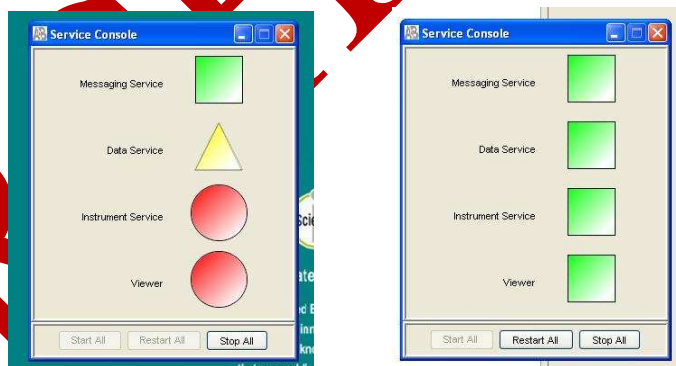 Service Console
Messaging Service
Data Service
Instrument Service
Viewer
Start All Restart All Stop All
Service Console
Messaging Service
Data Service
Instrument Service
Viewer
Start All Restart All Stop All